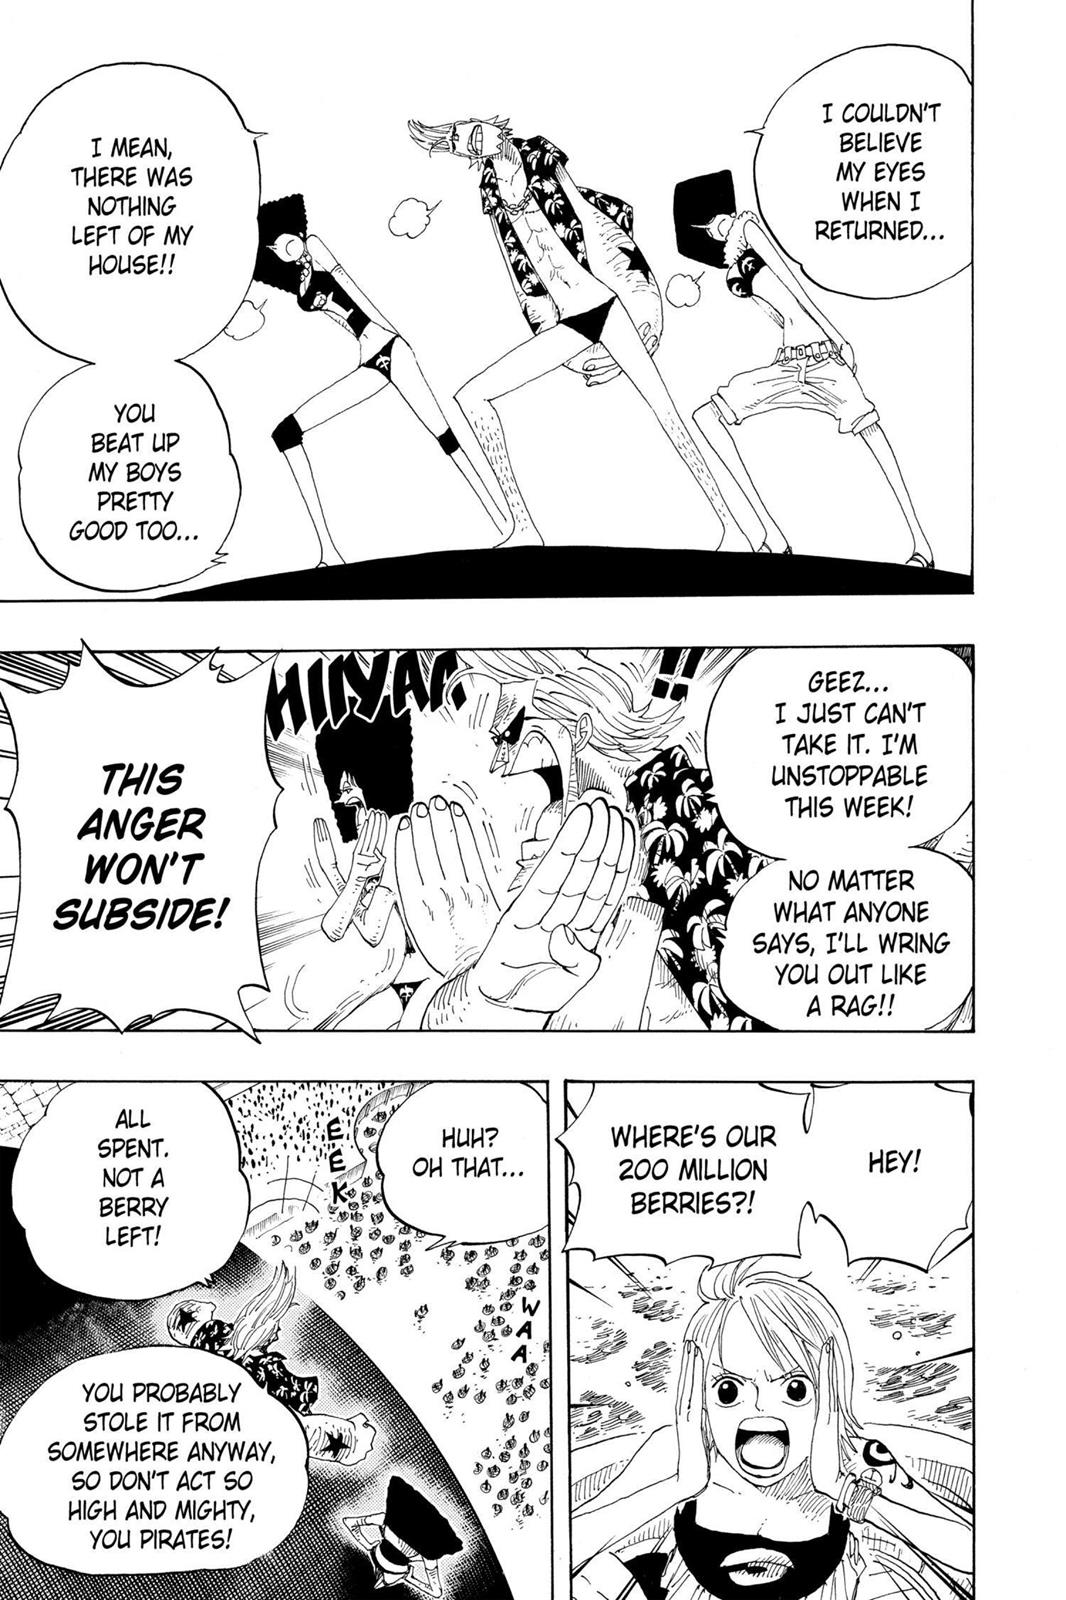 I COULDN'T
BELIEVE
MY EYES
WHEN I
RETURNED...
I MEAN,
THERE WAS
NOTHING
LEFT OF MY
HOUSE!!
YOU
BEAT UP
MY BOYS
PRETTY
GOOD TOO...
GEEZ...
I JUST CAN'T
TAKE IT. I'M
UNSTOPPABLE
THIS WEEK!
NO MATTER
WHAT ANYONE
SAYS, I'LL WRING
YOU OUT LIKE
A RAG!!
!!
HIIYAA
THIS
ANGER
WON'T
SUBSIDE!
HEY!
WHERE'S OUR
200 MILLION
BERRIES?!
HUH?
OH THAT...
EEK
WAA
ALL
SPENT.
NOT A
BERRY
LEFT!
YOU PROBABLY
STOLE IT FROM
SOMEWHERE ANYWAY,
SO DON'T ACT SO
HIGH AND MIGHTY,
YOU PIRATES!